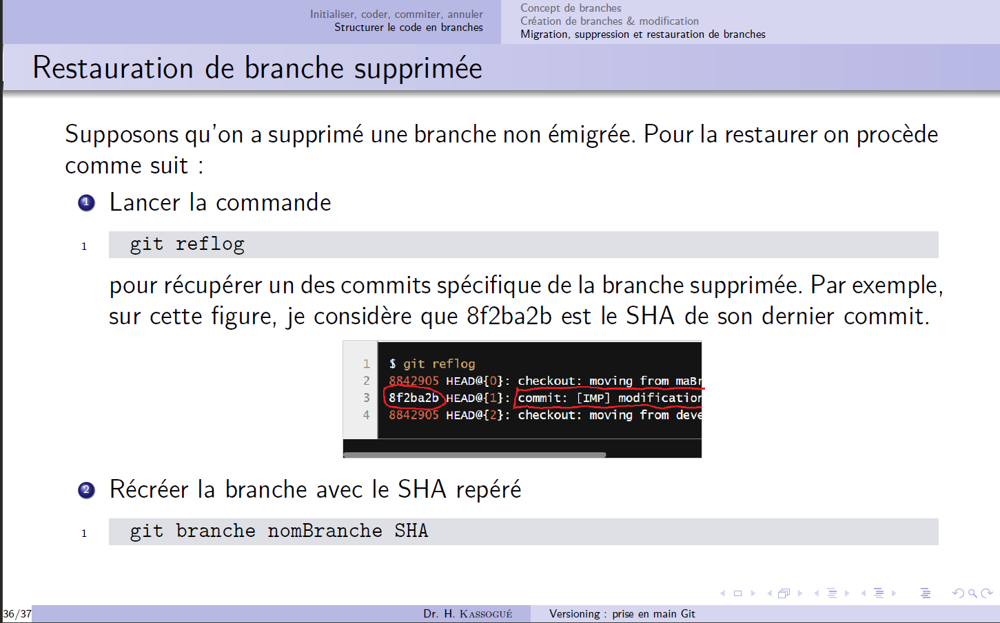 Initialiser, coder, commiter, annuler
Structurer le code en branches
Concept de branches
Création de branches & modification
Migration, suppression et restauration de branches
Restauration de branche supprimée
Supposons qu'on a supprimé une branche non émigrée. Pour la restaurer on procède
comme suit :
1 Lancer la commande
1 git reflog
pour récupérer un des commits spécifique de la branche supprimée. Par exemple,
sur cette figure, je considère que 8f2ba2b est le SHA de son dernier commit.
1 $ git reflog
2 8842905 HEAD@{0}: checkout: moving from maBr
3 8f2ba2b HEAD@{1}: commit: [IMP] modification
4 8842905 HEAD@{2}: checkout: moving from deve
2 Récréer la branche avec le SHA repéré
1 git branche nomBranche SHA
36/37
Dr. H. Kassogué
Versioning : prise en main Git